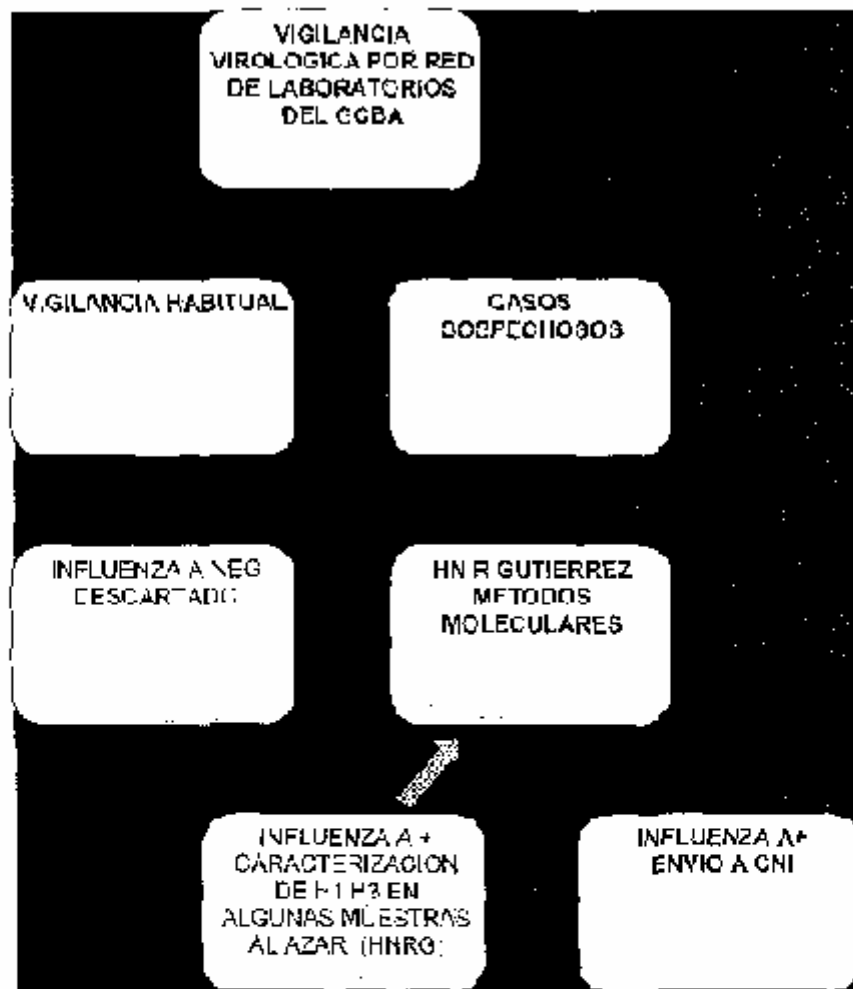 VIGILANCIA
VIROLOGICA POR RED
DE LABORATORIOS
DEL GCBA
VIGILANCIA HABITUAL
CASOS
SOSPECHOSOS
INFLUENZA A NEG
DESCARTADO
HN R GUTIERREZ
METODOS
MOLECULARES
INFLUENZA A +
CARACTERIZACION
DE H1 H3 EN
ALGUNAS MUESTRAS
AL AZAR (HNRG)
INFLUENZA A+
ENVIO A CNI